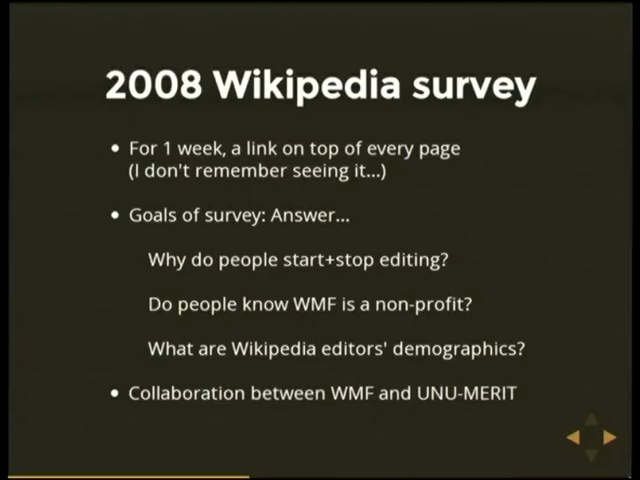 2008 Wikipedia survey
• For 1 week, a link on top of every page
(I don't remember seeing it...)
• Goals of survey: Answer...
Why do people start+stop editing?
Do people know WMF is a non-profit?
What are Wikipedia editors' demographics?
• Collaboration between WMF and UNU-MERIT